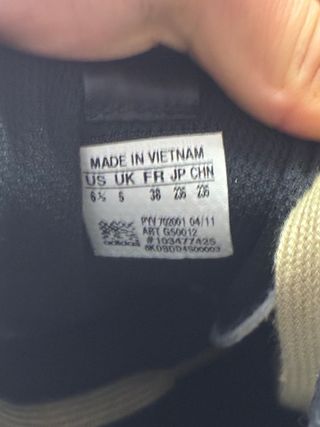 MADE IN VIETNAM
US UK FR JP CHN
6½ 5 38 235 235
PYV 702001 04/11
ART G50012
adidas #103477425